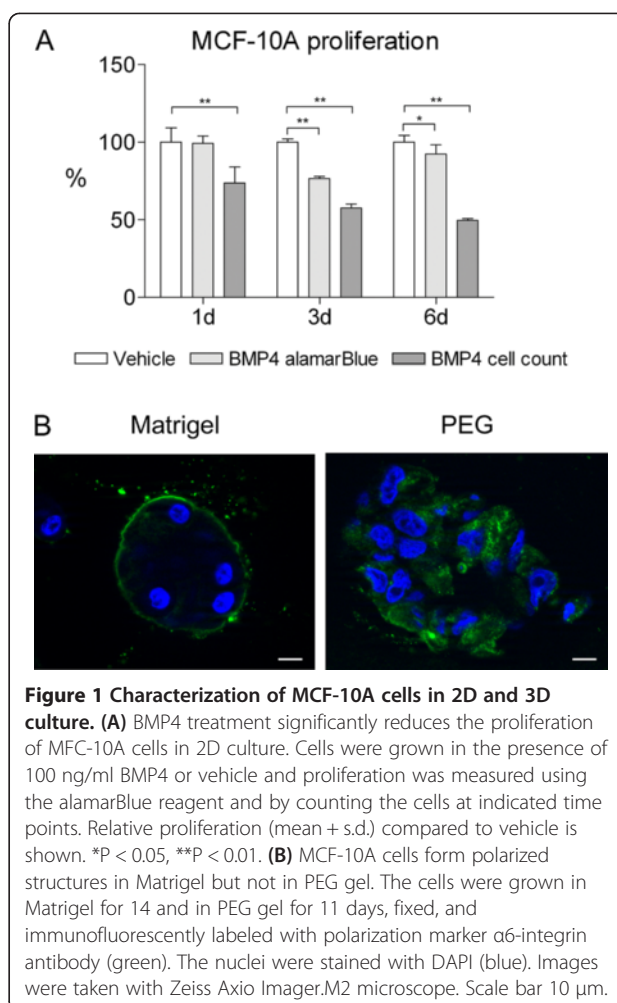 A
MCF-10A proliferation
150
100
%
50
0
** ** ** ** *
1d 3d 6d
Vehicle BMP4 alamarBlue BMP4 cell count
B
Matrigel PEG
Figure 1 Characterization of MCF-10A cells in 2D and 3D
culture. (A) BMP4 treatment significantly reduces the proliferation
of MFC-10A cells in 2D culture. Cells were grown in the presence of
100 ng/ml BMP4 or vehicle and proliferation was measured using
the alamarBlue reagent and by counting the cells at indicated time
points. Relative proliferation (mean + s.d.) compared to vehicle is
shown. *P < 0.05, **P < 0.01. (B) MCF-10A cells form polarized
structures in Matrigel but not in PEG gel. The cells were grown in
Matrigel for 14 and in PEG gel for 11 days, fixed, and
immunofluorescently labeled with polarization marker α6-integrin
antibody (green). The nuclei were stained with DAPI (blue). Images
were taken with Zeiss Axio Imager.M2 microscope. Scale bar 10 μm.